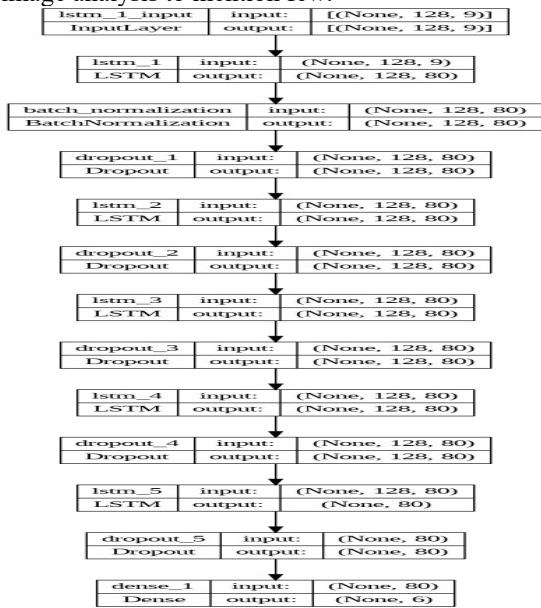 image analysis to mention few.
lstm_1_input input: [(None, 128, 9)]
InputLayer output: [(None, 128, 9)]
lstm_1 input: (None, 128, 9)
LSTM output: (None, 128, 80)
batch_normalization input: (None, 128, 80)
BatchNormalization output: (None, 128, 80)
dropout_1 input: (None, 128, 80)
Dropout output: (None, 128, 80)
lstm_2 input: (None, 128, 80)
LSTM output: (None, 128, 80)
dropout_2 input: (None, 128, 80)
Dropout output: (None, 128, 80)
lstm_3 input: (None, 128, 80)
LSTM output: (None, 128, 80)
dropout_3 input: (None, 128, 80)
Dropout output: (None, 128, 80)
lstm_4 input: (None, 128, 80)
LSTM output: (None, 128, 80)
dropout_4 input: (None, 128, 80)
Dropout output: (None, 128, 80)
lstm_5 input: (None, 128, 80)
LSTM output: (None, 80)
dropout_5 input: (None, 80)
Dropout output: (None, 80)
dense_1 input: (None, 80)
Dense output: (None, 6)